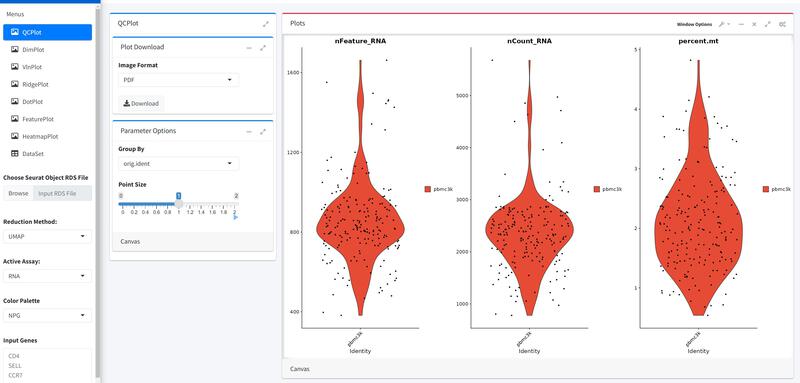 Menus
QCPlot
DimPlot
VlnPlot
RidgePlot
DotPlot
FeaturePlot
HeatmapPlot
DataSet
Choose Seurat Object RDS File
Browse
Input RDS File
Reduction Method:
UMAP
Active Assay:
RNA
Color Palette
NPG
Input Genes
CD4
SELL
CCR7
QCPlot
Plot Download
Image Format
PDF
Download
Parameter Options
Group By
orig.ident
Point Size
0 1 2
0 0.2 0.4 0.6 0.8 1 1.2 1.4 1.6 1.8 2
Canvas
Plots
Window Options
nFeature_RNA
1600
1200
800
400
pbmc3k
Identity
pbmc3k
nCount_RNA
5000
4000
3000
2000
1000
pbmc3k
Identity
pbmc3k
percent.mt
5
4
3
2
1
pbmc3k
Identity
pbmc3k
Canvas